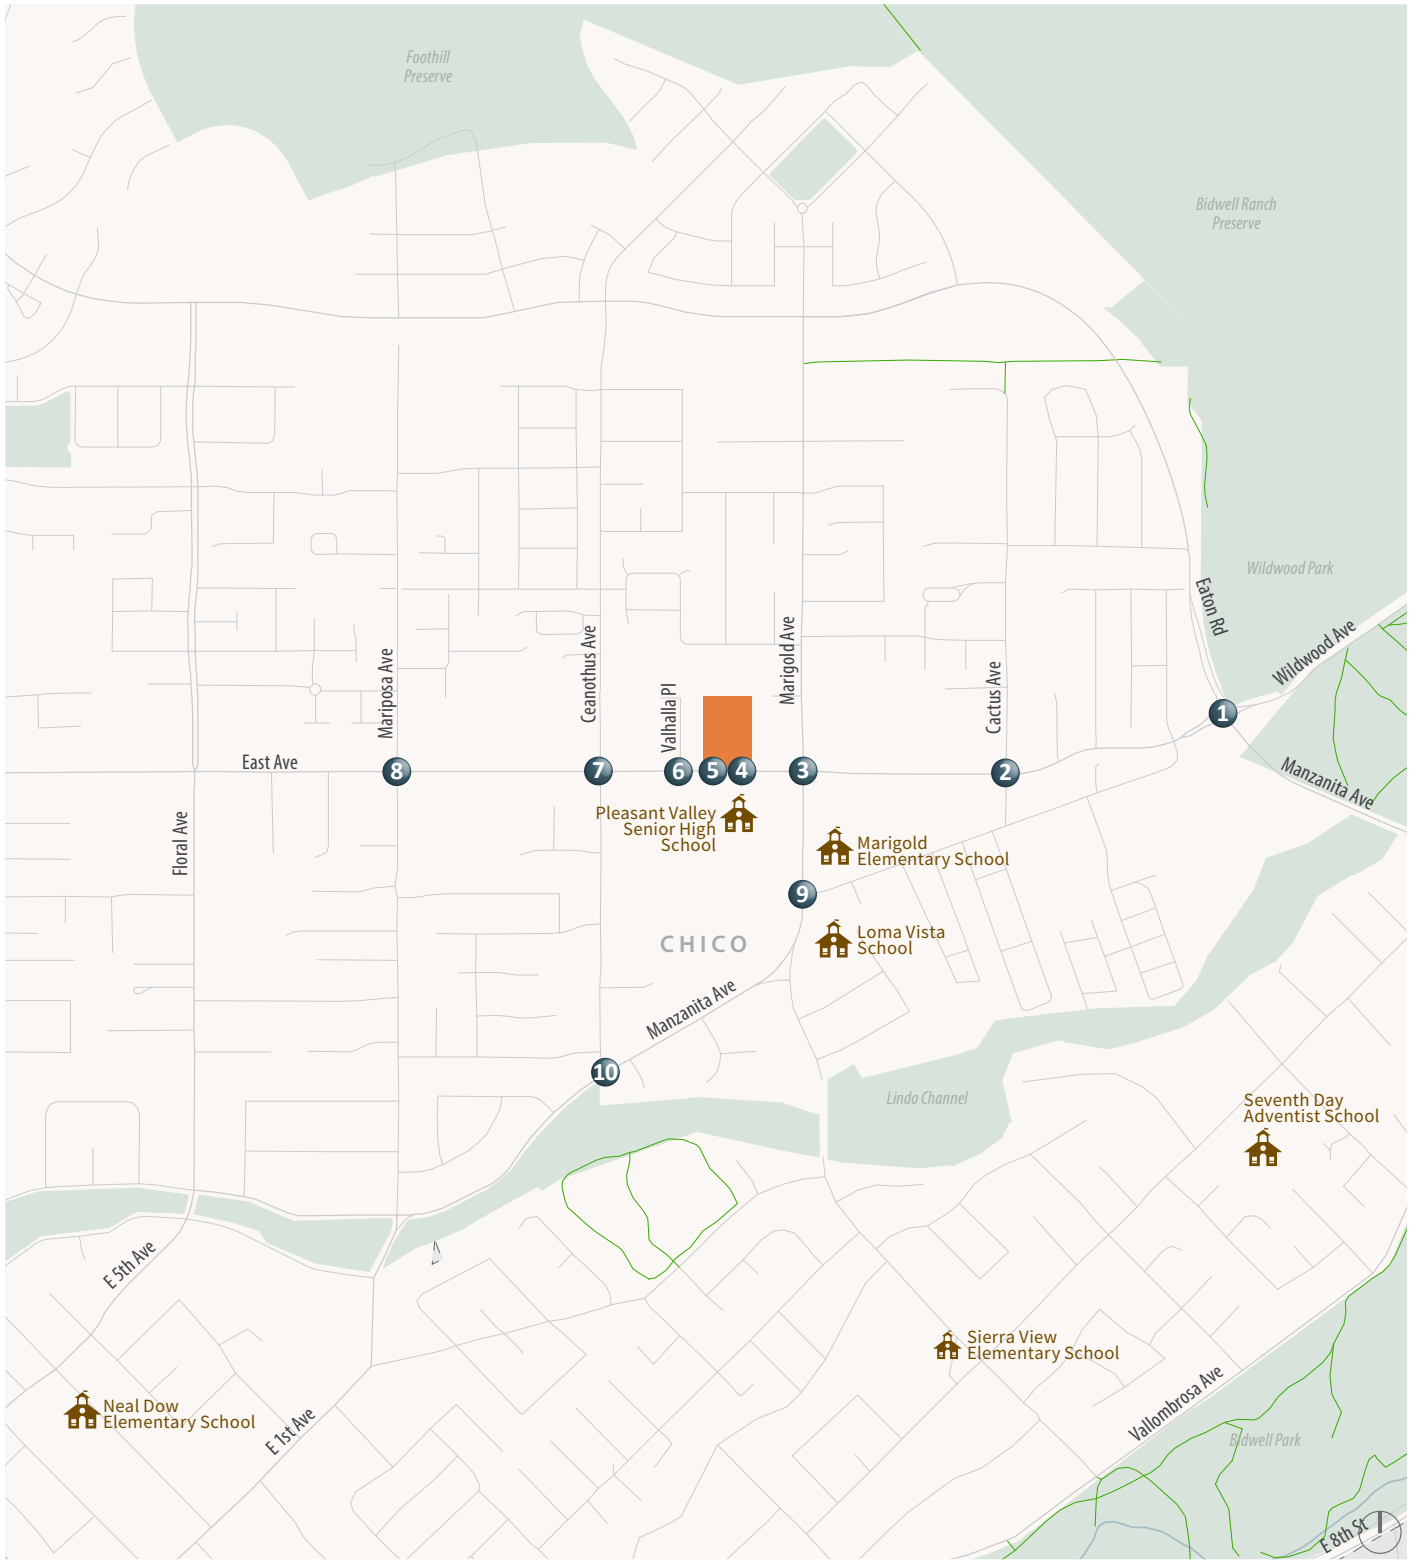 Foothill
Preserve
Bidwell Ranch
Preserve
Wildwood Park
Eaton Rd
Wildwood Ave
Marigold Ave
Ceanothus Ave
Mariposa Ave
Cactus Ave
Valhalla Pl
1
East Ave
8
7
6
5
4
3
2
Manzanita Ave
Pleasant Valley
Senior High
School
Floral Ave
Marigold
Elementary School
9
Loma Vista
School
CHICO
Manzanita Ave
10
Lindo Channel
Seventh Day
Adventist School
E 5th Ave
Sierra View
Elementary School
Vallombrosa Ave
Neal Dow
Elementary School
E 1st Ave
Bidwell Park
E 8th St